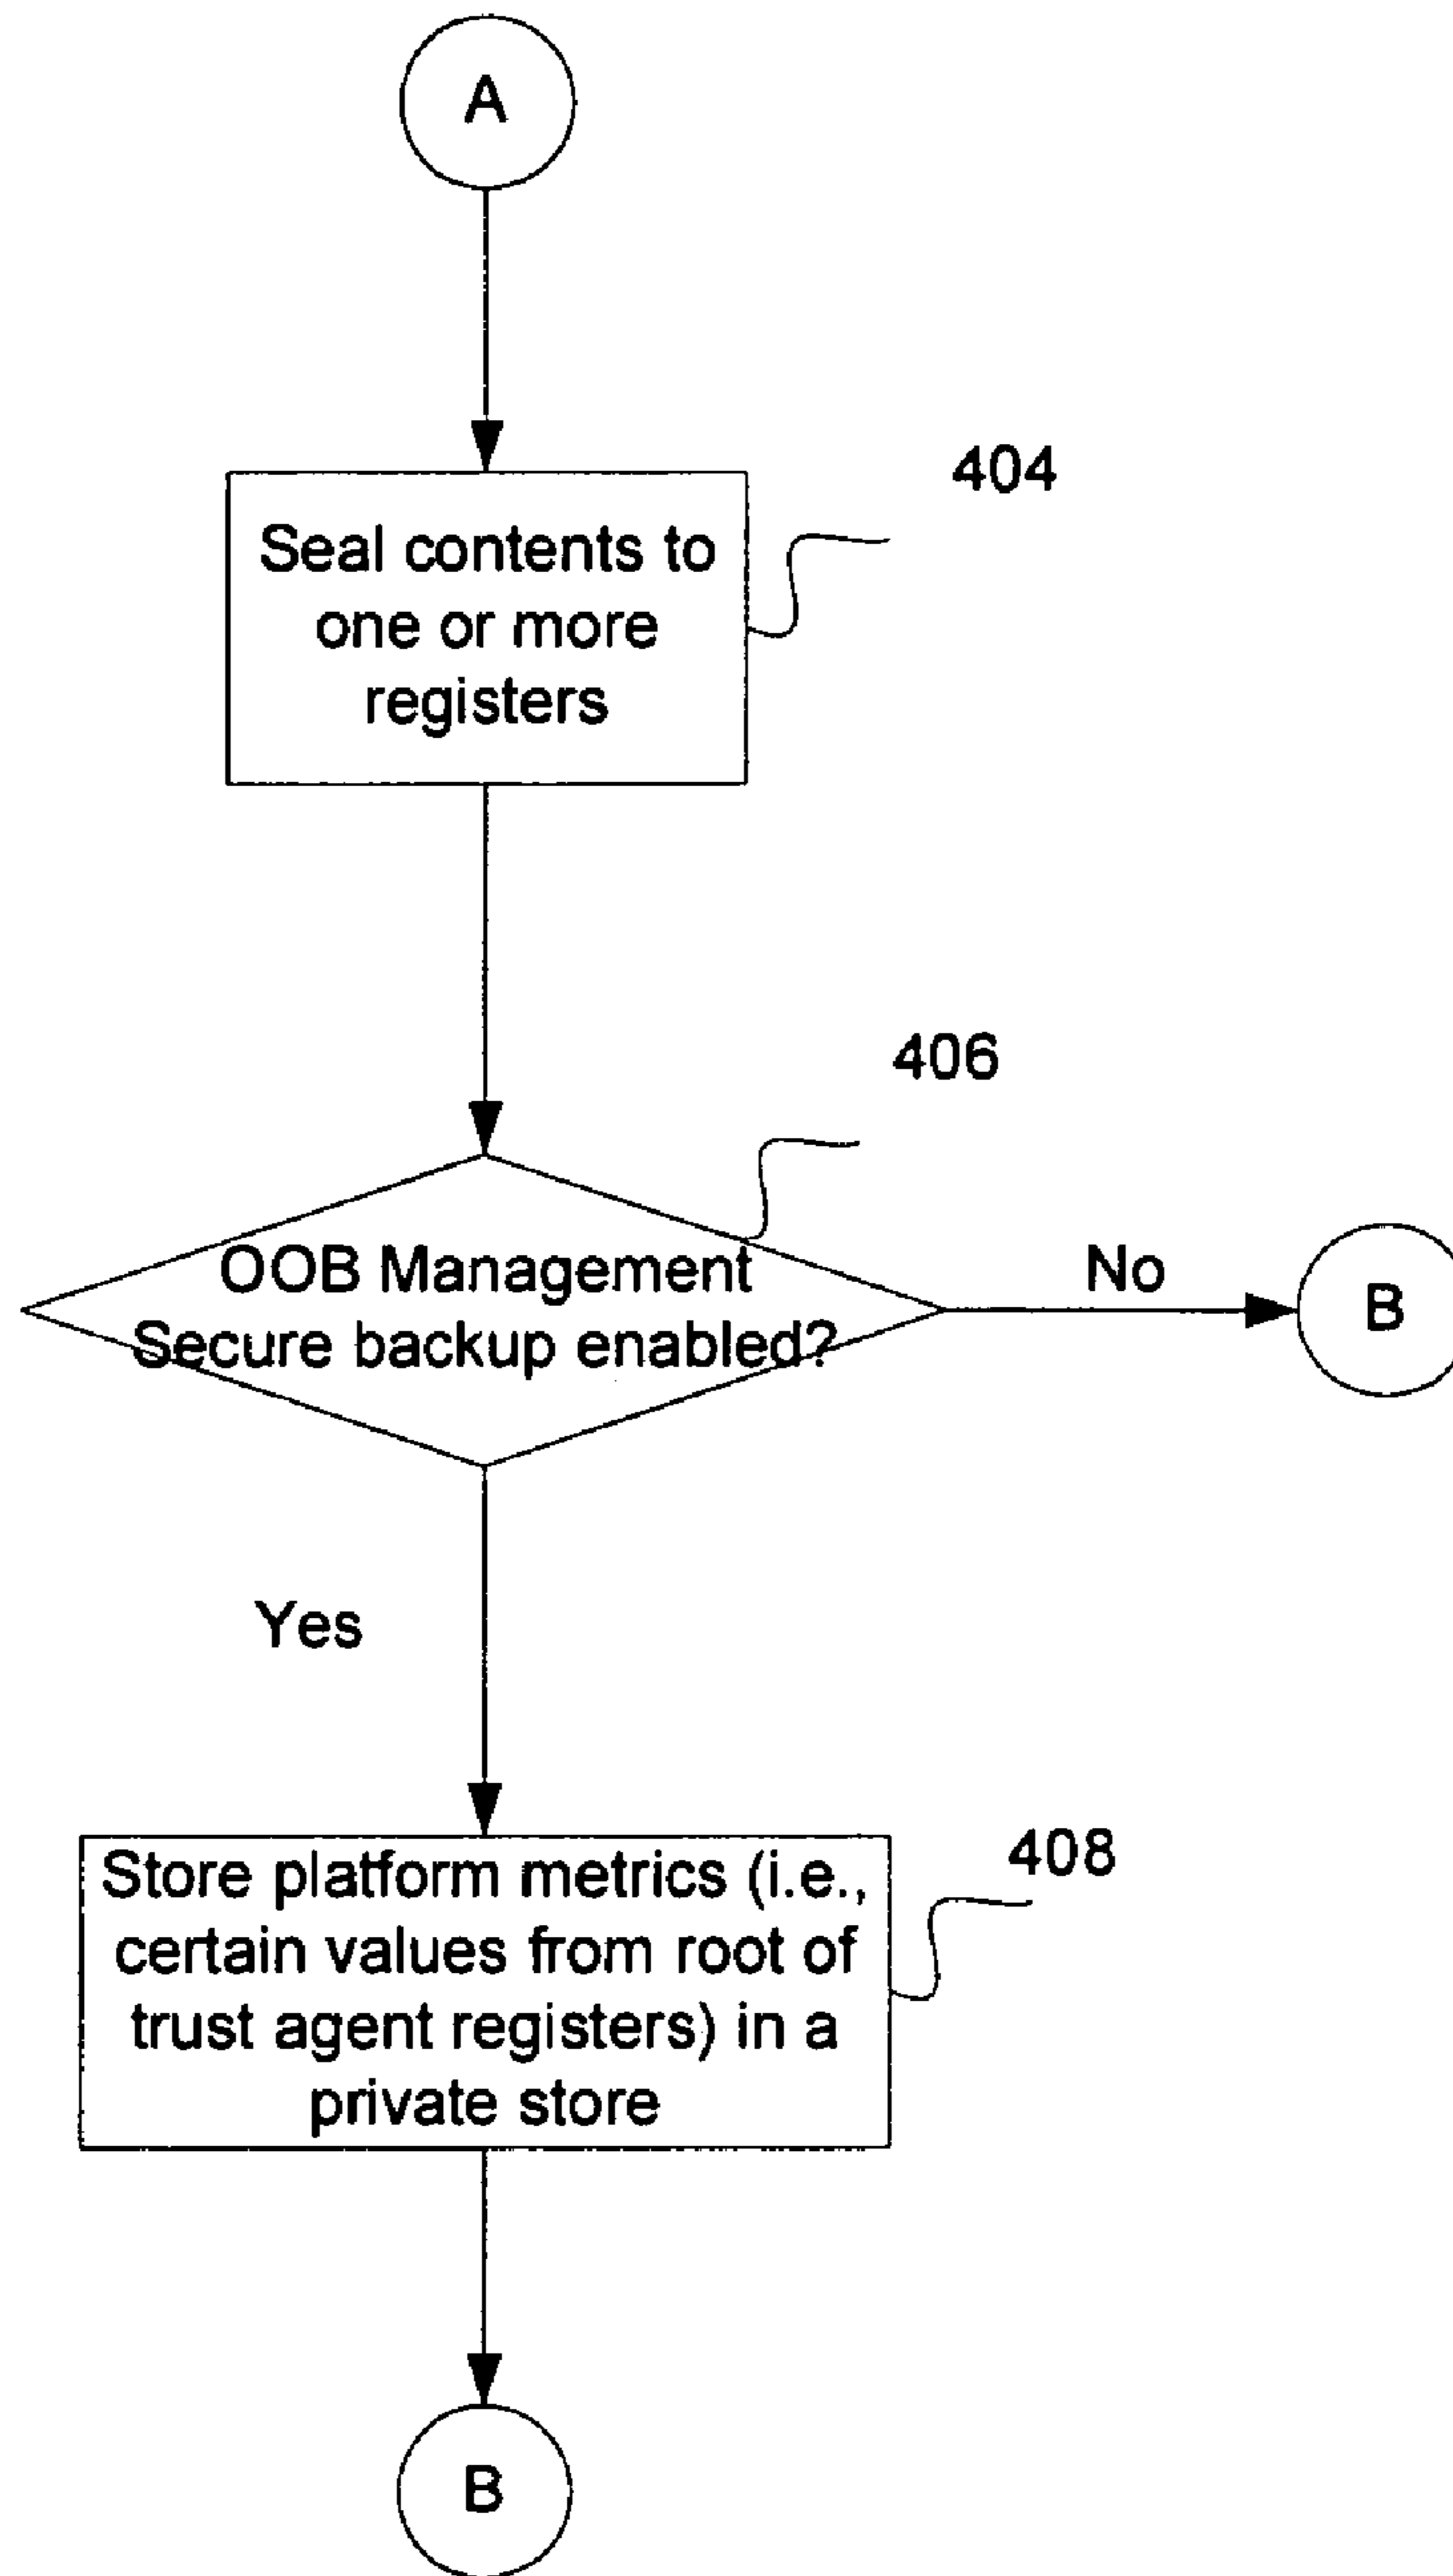 A
404
Seal contents to
one or more
registers
406
OOB Management
Secure backup enabled?
No
B
Yes
408
Store platform metrics (i.e.,
certain values from root of
trust agent registers) in a
private store
B